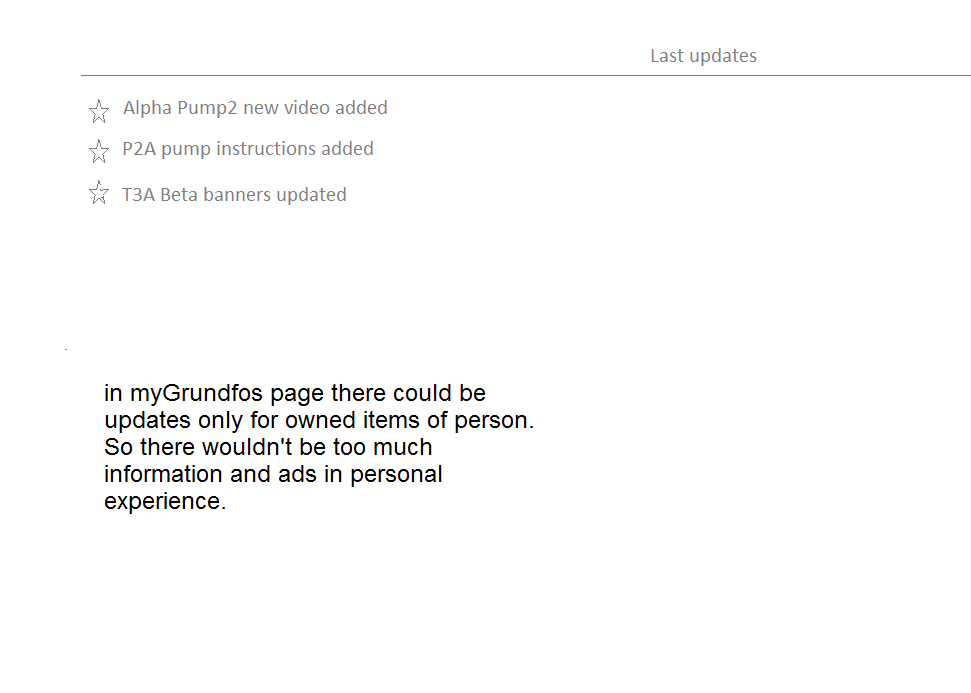 Last updates
Alpha Pump2 new video added
P2A pump instructions added
T3A Beta banners updated
in myGrundfos page there could be
updates only for owned items of person.
So there wouldn't be too much
information and ads in personal
experience.